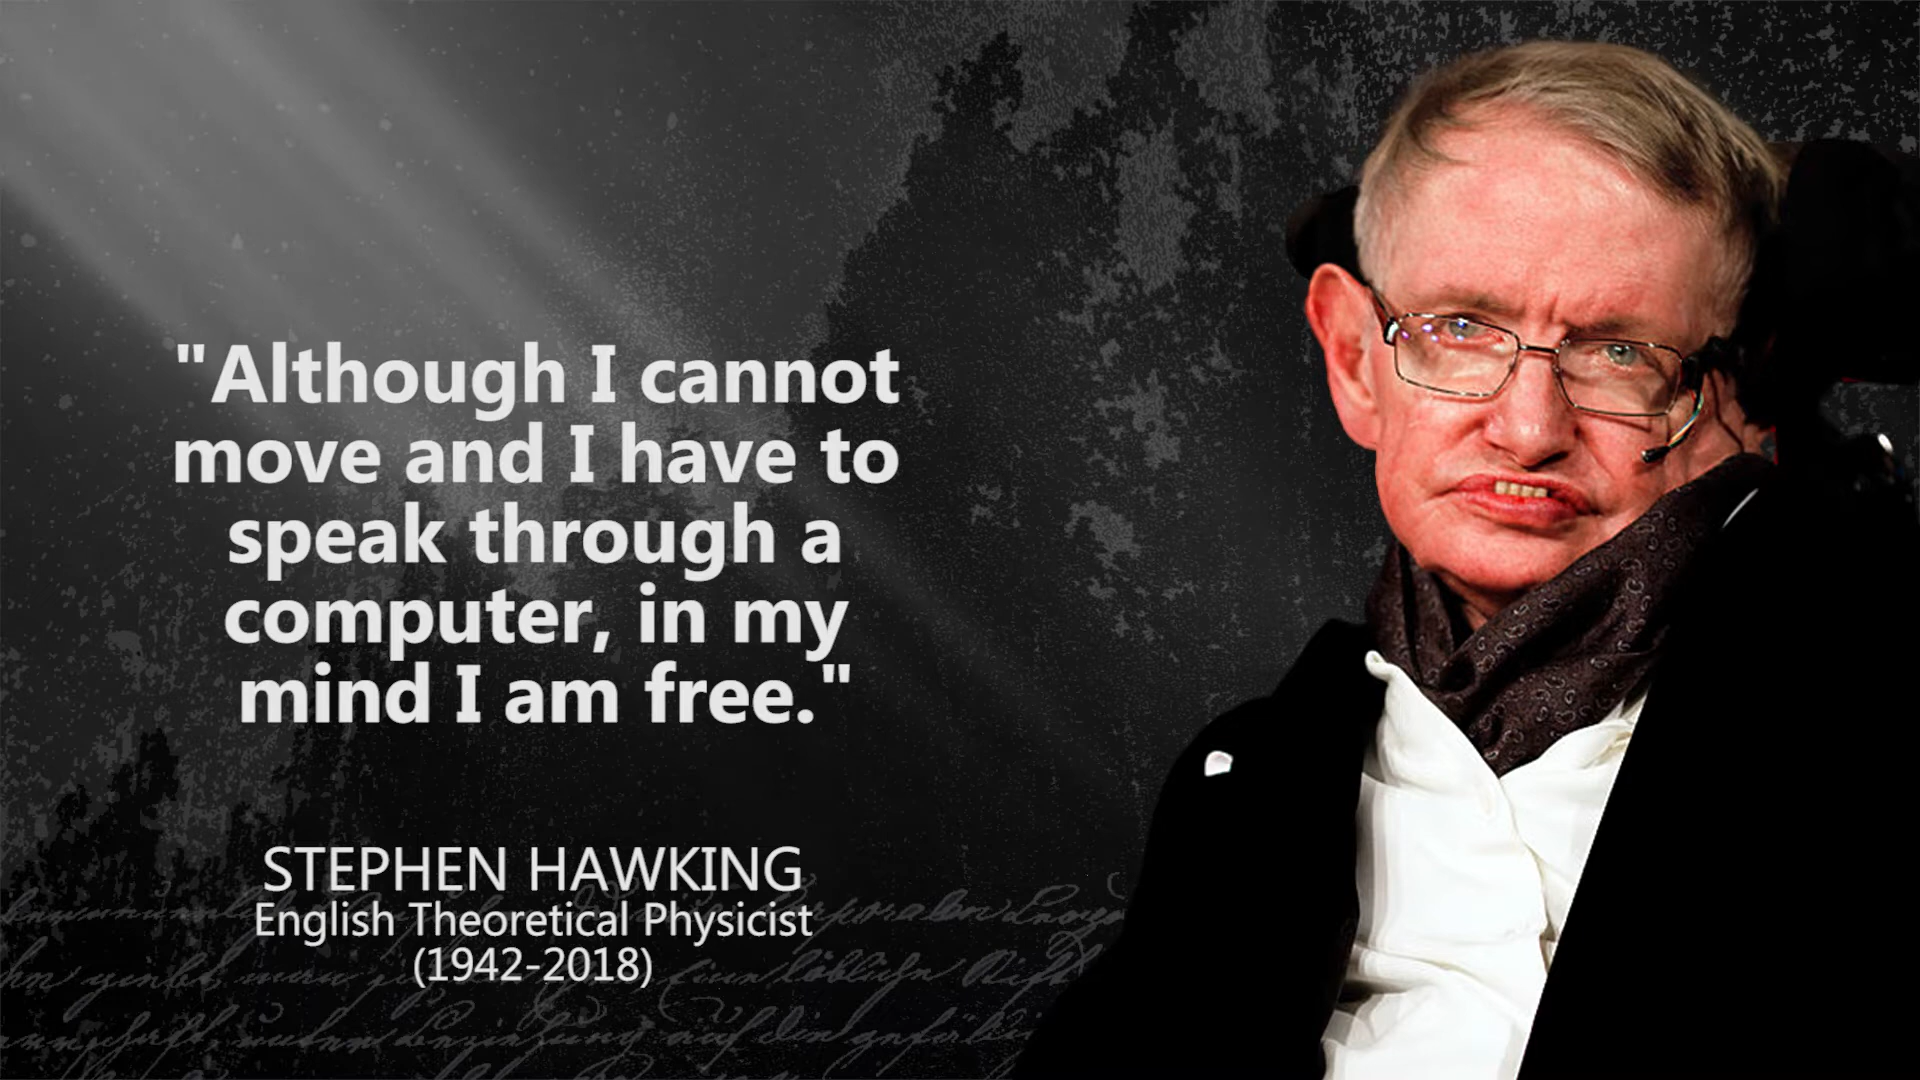 "Although I cannot
move and I have to
speak through a
computer, in my
mind I am free."
STEPHEN HAWKING
English Theoretical Physicist
(1942-2018)